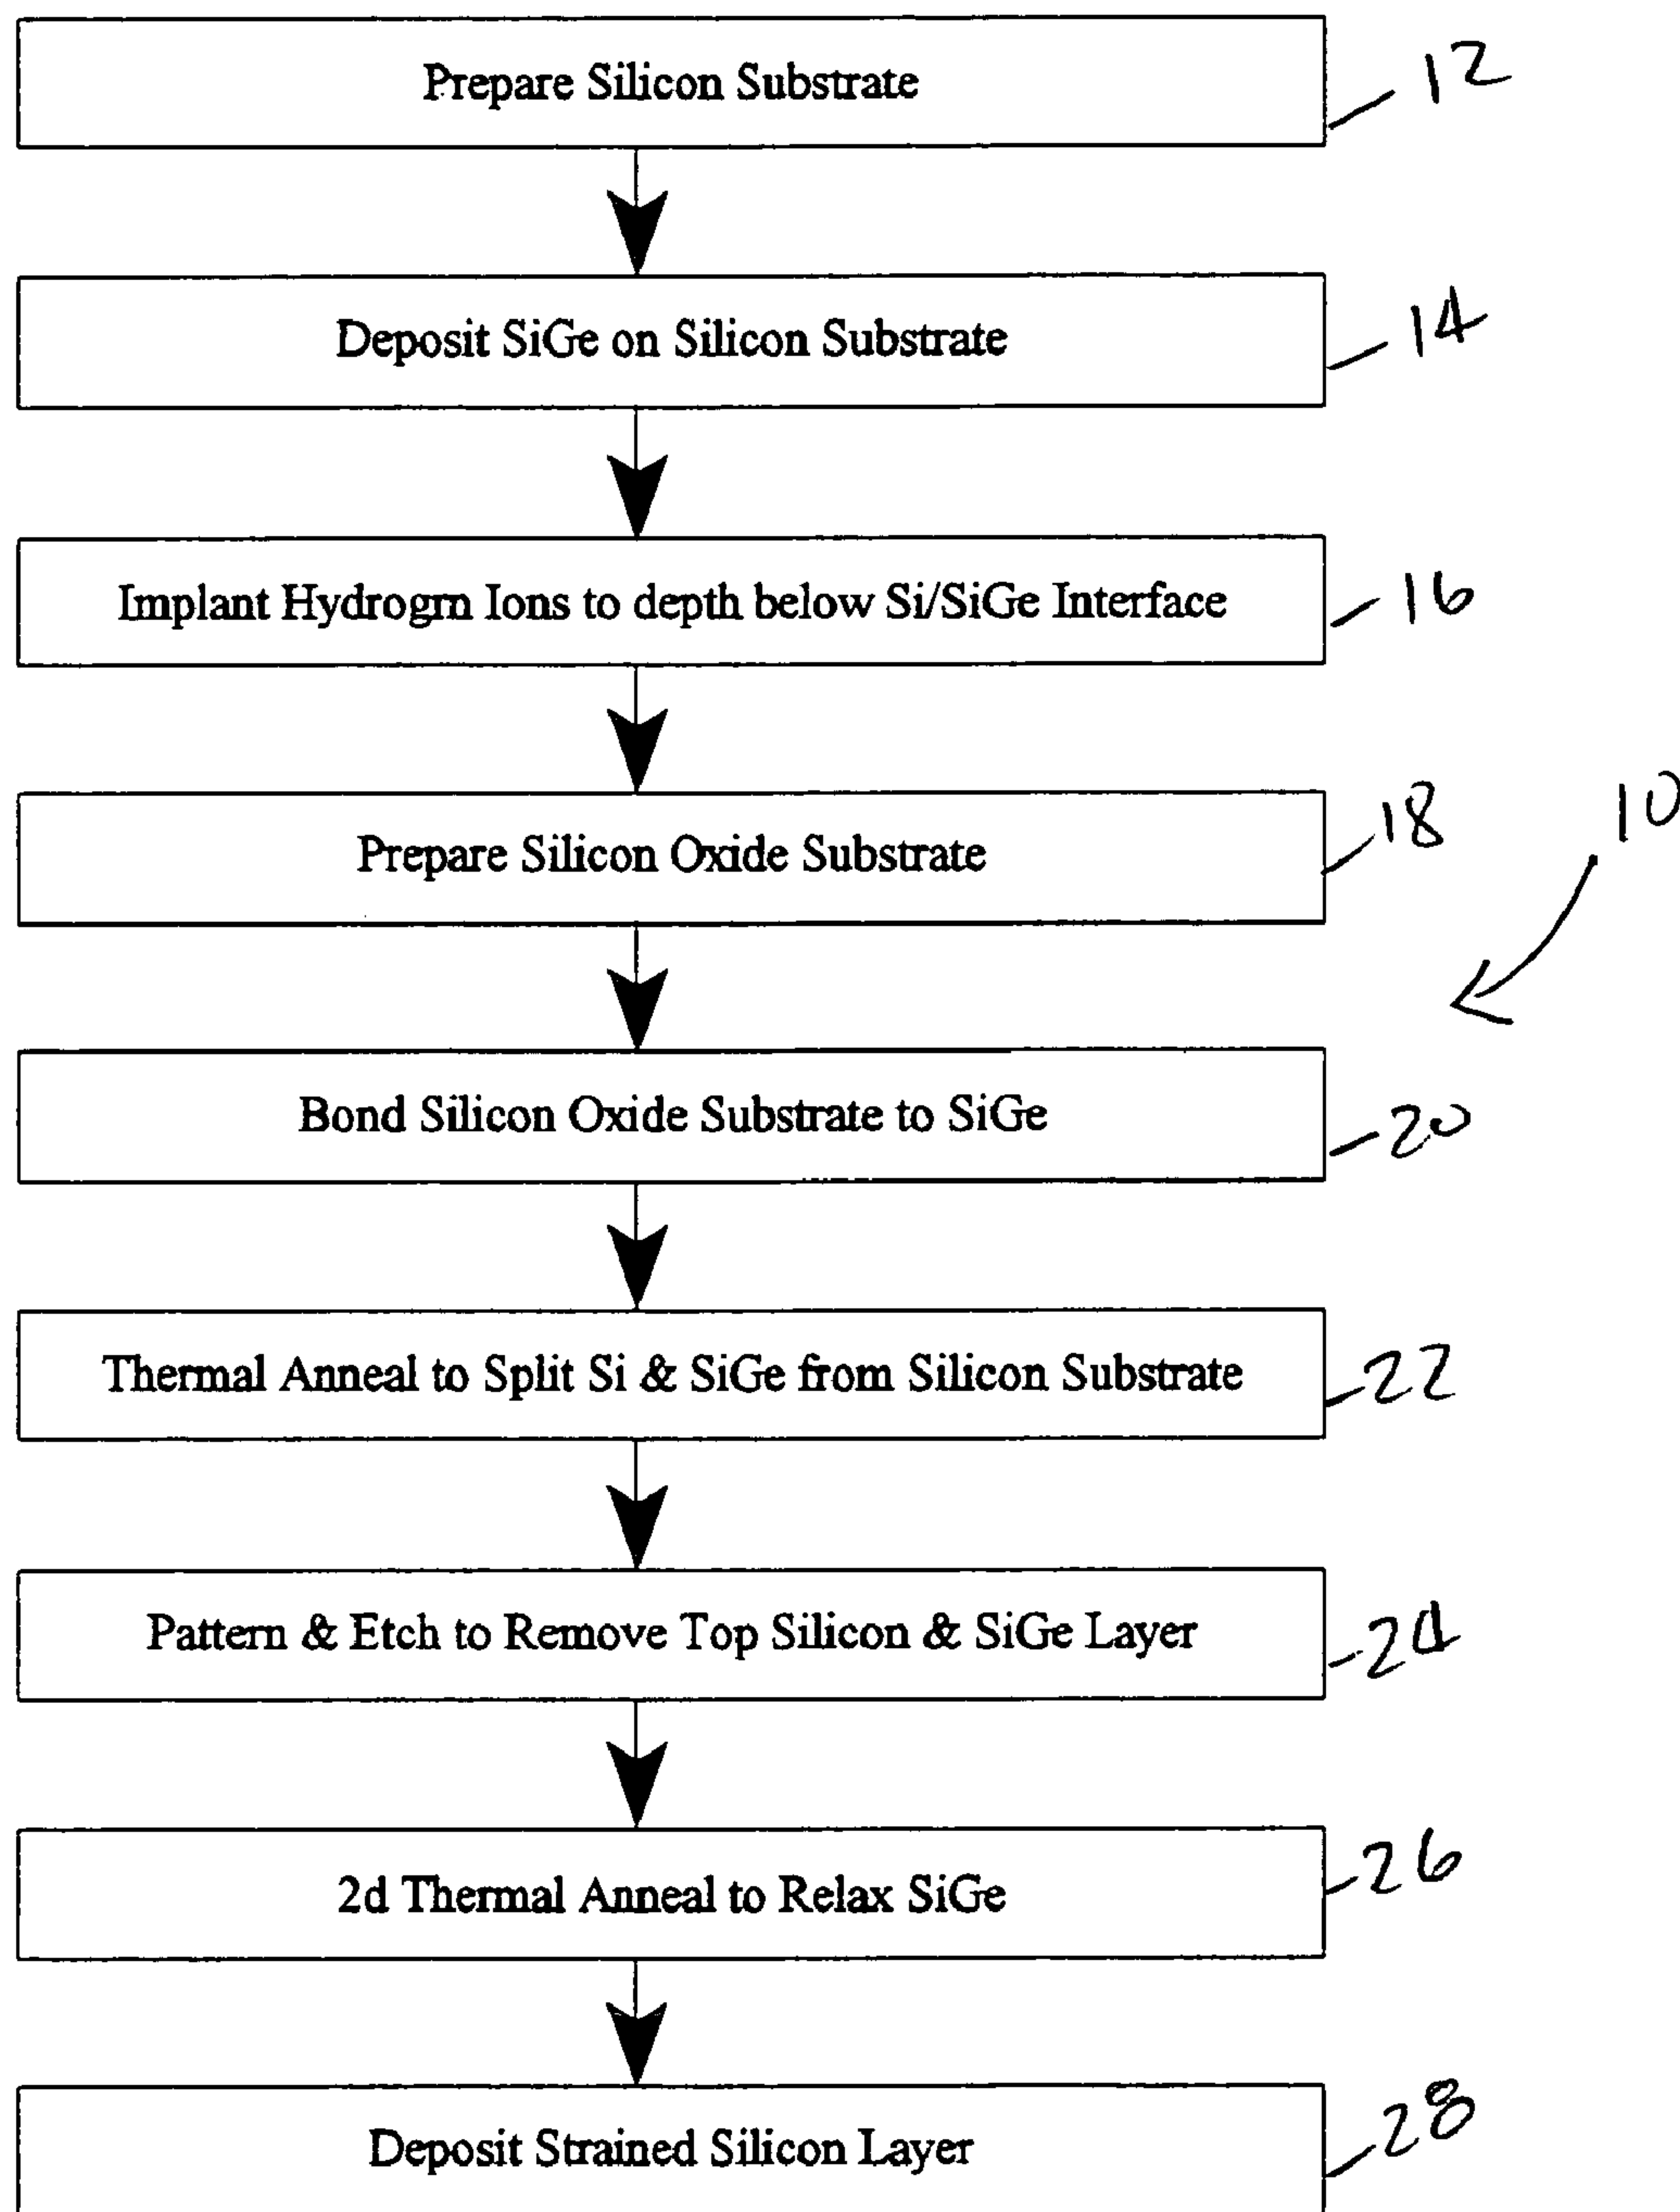 Prepare Silicon Substrate
12
Deposit SiGe on Silicon Substrate
14
Implant Hydrogrn Ions to depth below Si/SiGe Interface
16
Prepare Silicon Oxide Substrate
18
10
Bond Silicon Oxide Substrate to SiGe
20
Thermal Anneal to Split Si & SiGe from Silicon Substrate
22
Pattern & Etch to Remove Top Silicon & SiGe Layer
24
2d Thermal Anneal to Relax SiGe
26
Deposit Strained Silicon Layer
28